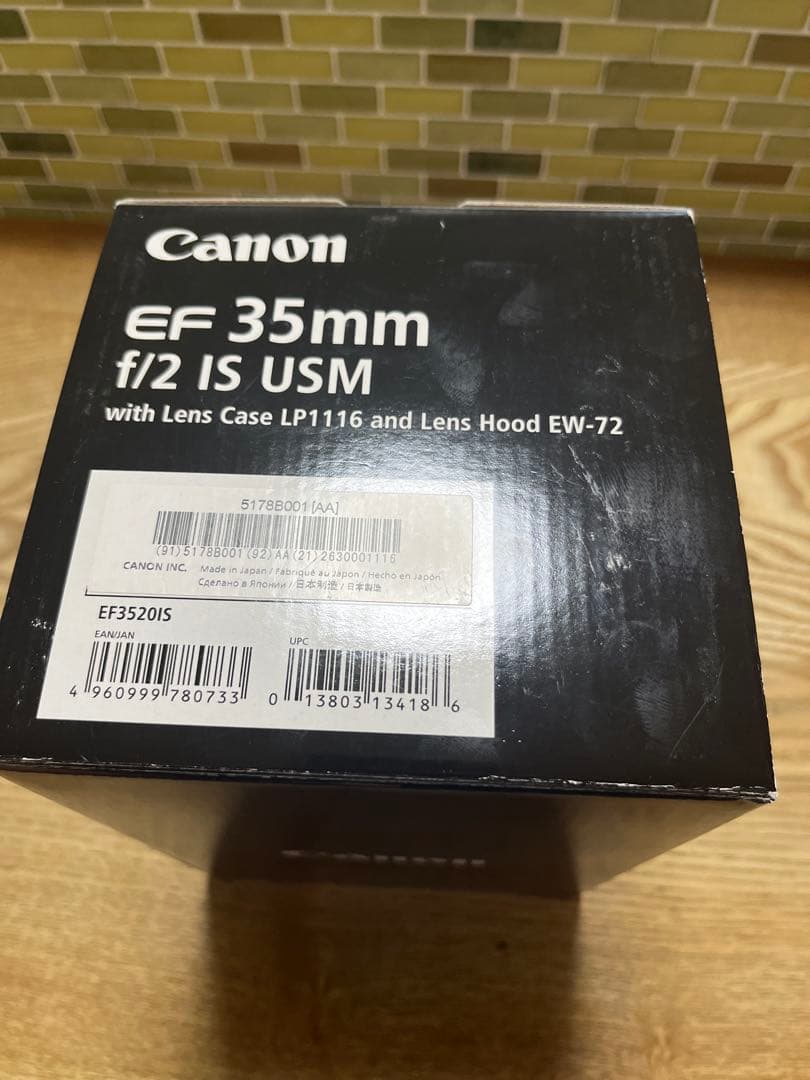 Canon
EF 35mm
f/2 IS USM
with Lens Case LP1116 and Lens Hood EW-72
5178B001[AA]
(91)5178B001(92)AA(21)2630001116
CANON INC. Made in Japan / Fabriqué au Japon / Hecho en Japón
Сделано в Японии / 日本制造 / 日本製造
EF3520IS
EAN/JAN UPC
4 960999 780733 0 13803 13418 6